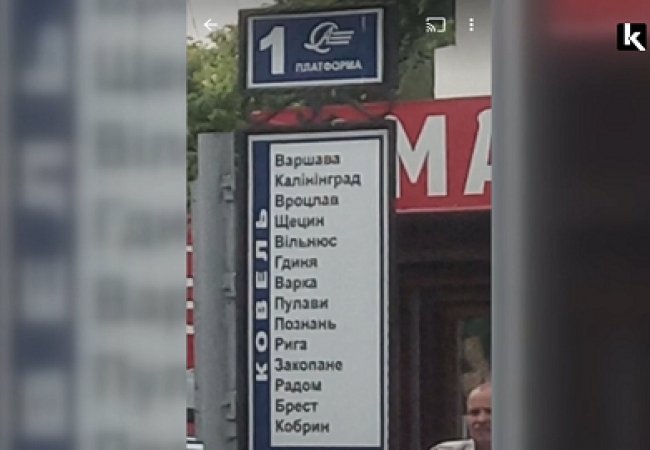 1
ПЛАТФОРМА
МА
КОВЕЛЬ
Варшава
Калінінград
Вроцлав
Щецин
Вільнюс
Гдиня
Варка
Пулави
Познань
Рига
Закопане
Радом
Брест
Кобрин